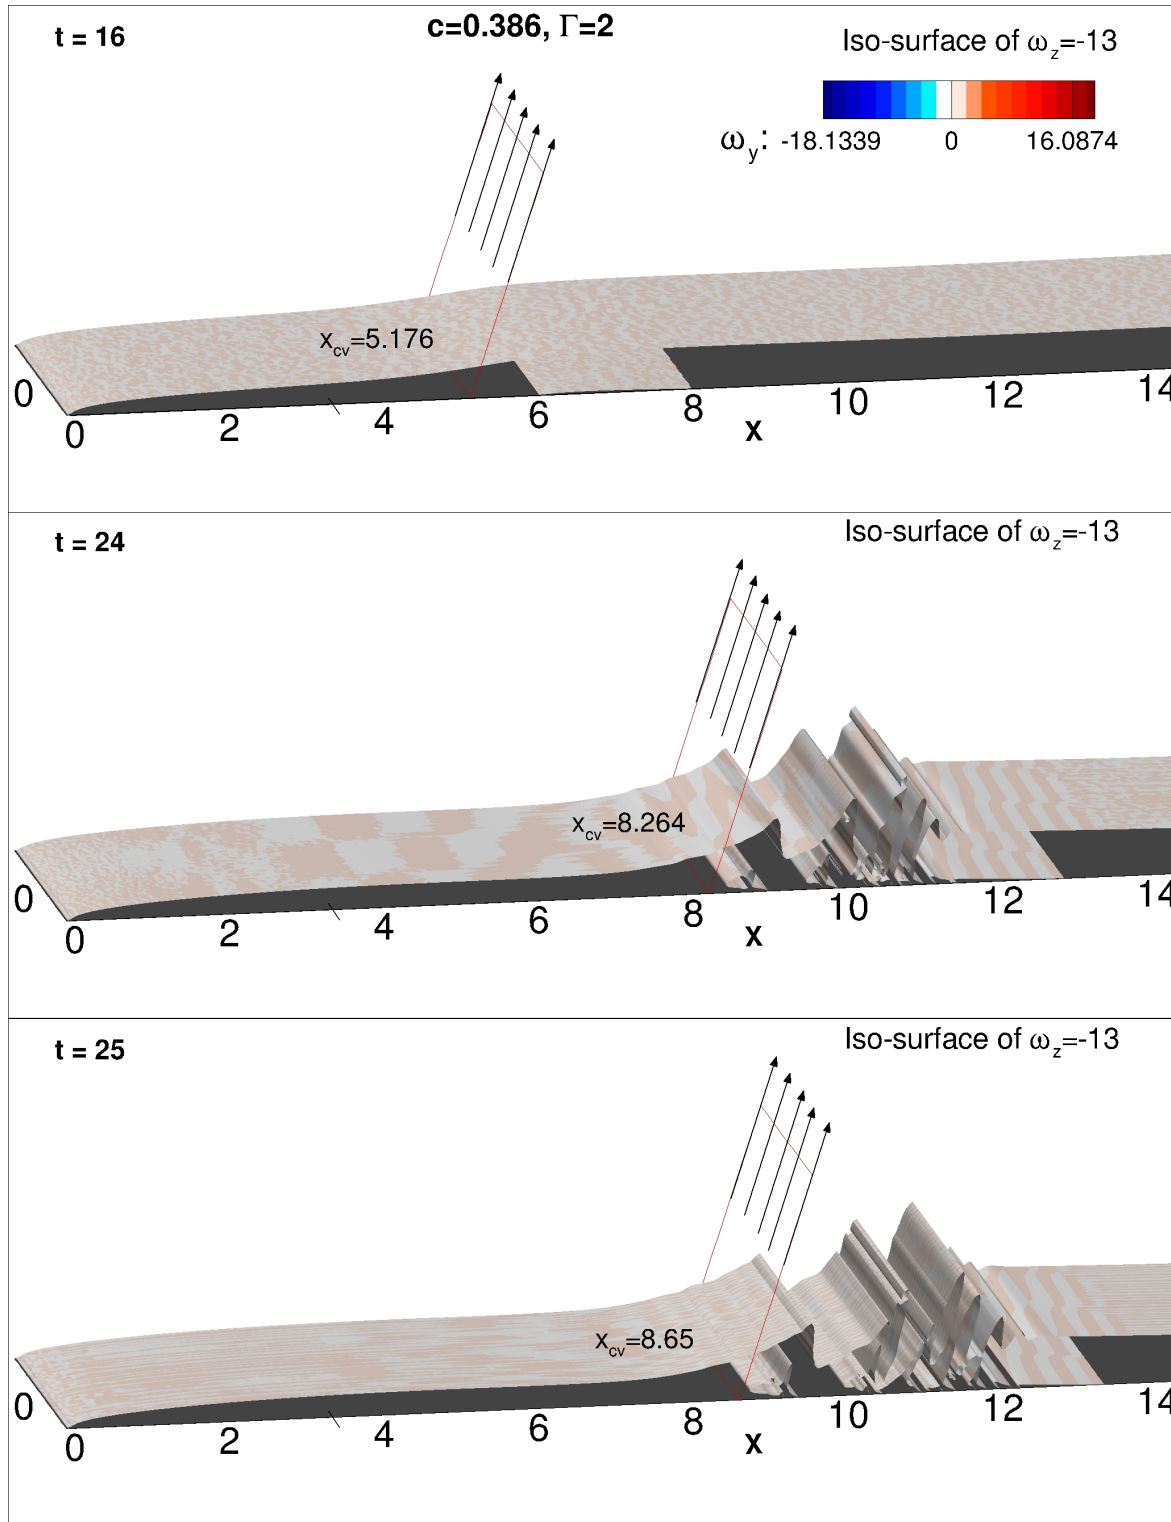 t = 16
c=0.386, Γ=2
Iso-surface of ω_z=-13
ω_y: -18.1339 0 16.0874
x_cv=5.176
0
0 2 4 6 8 10 12 14
x
t = 24
Iso-surface of ω_z=-13
x_cv=8.264
0
0 2 4 6 8 10 12 14
x
t = 25
Iso-surface of ω_z=-13
x_cv=8.65
0
0 2 4 6 8 10 12 14
x